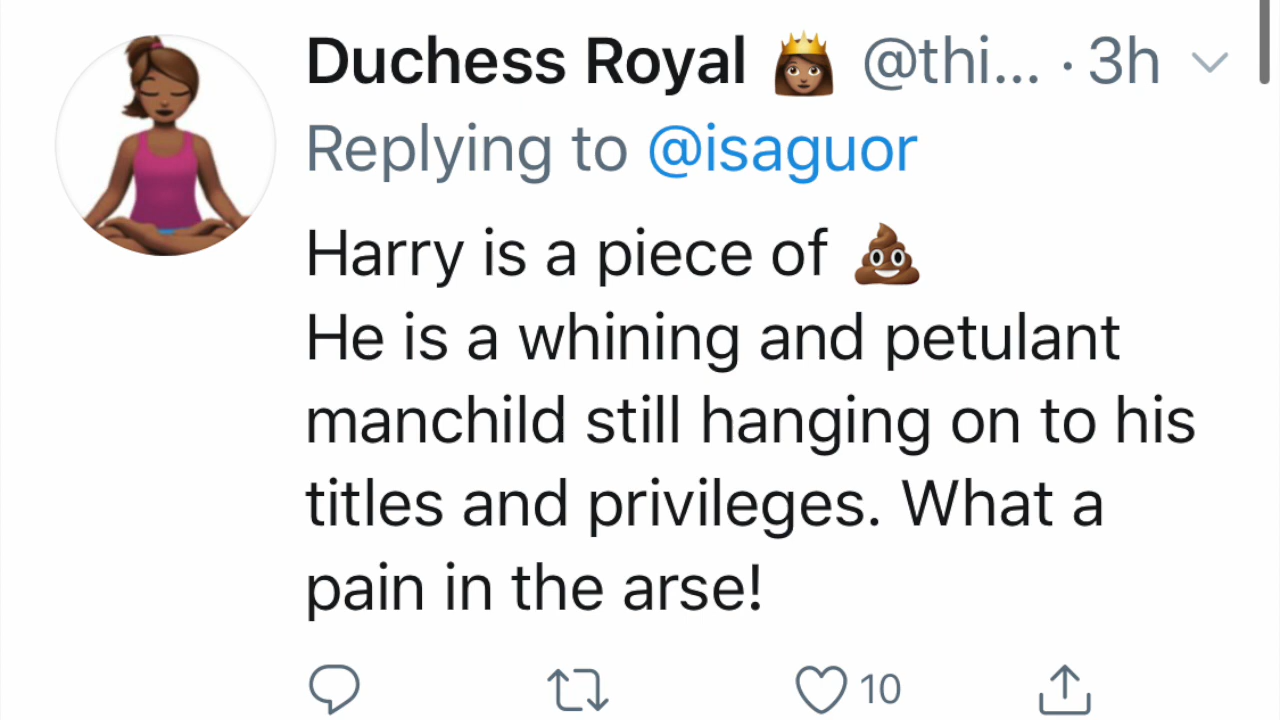 Duchess Royal 👸🏾 @thi... · 3h
Replying to @isaguor
Harry is a piece of 💩
He is a whining and petulant
manchild still hanging on to his
titles and privileges. What a
pain in the arse!
10